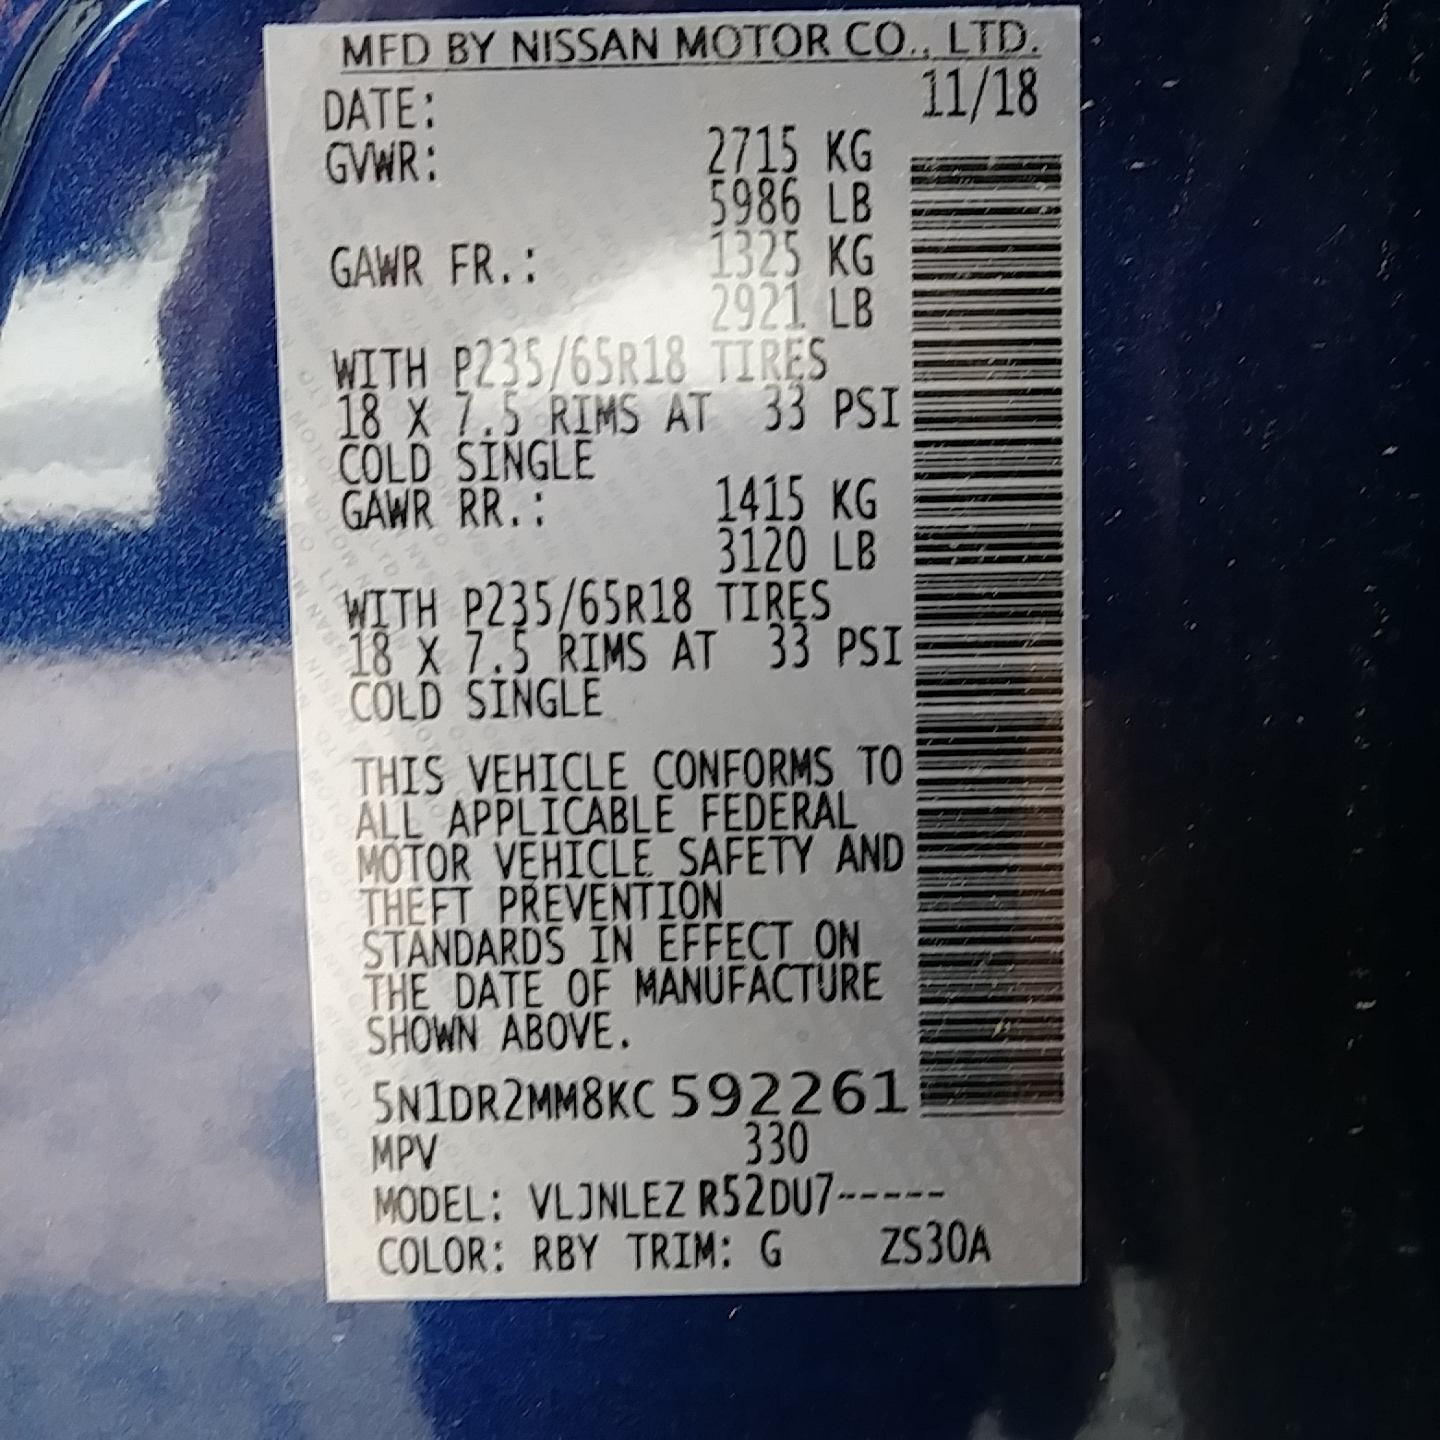 MFD BY NISSAN MOTOR CO., LTD.
DATE: 11/18
GVWR: 2715 KG
5986 LB
GAWR FR.: 1325 KG
2921 LB
WITH P235/65R18 TIRES
18 X 7.5 RIMS AT 33 PSI
COLD SINGLE
GAWR RR.: 1415 KG
3120 LB
WITH P235/65R18 TIRES
18 X 7.5 RIMS AT 33 PSI
COLD SINGLE
THIS VEHICLE CONFORMS TO
ALL APPLICABLE FEDERAL
MOTOR VEHICLE SAFETY AND
THEFT PREVENTION
STANDARDS IN EFFECT ON
THE DATE OF MANUFACTURE
SHOWN ABOVE.
5N1DR2MM8KC592261
MPV 330
MODEL: VLJNLEZ R52DU7-----
COLOR: RBY TRIM: G ZS30A